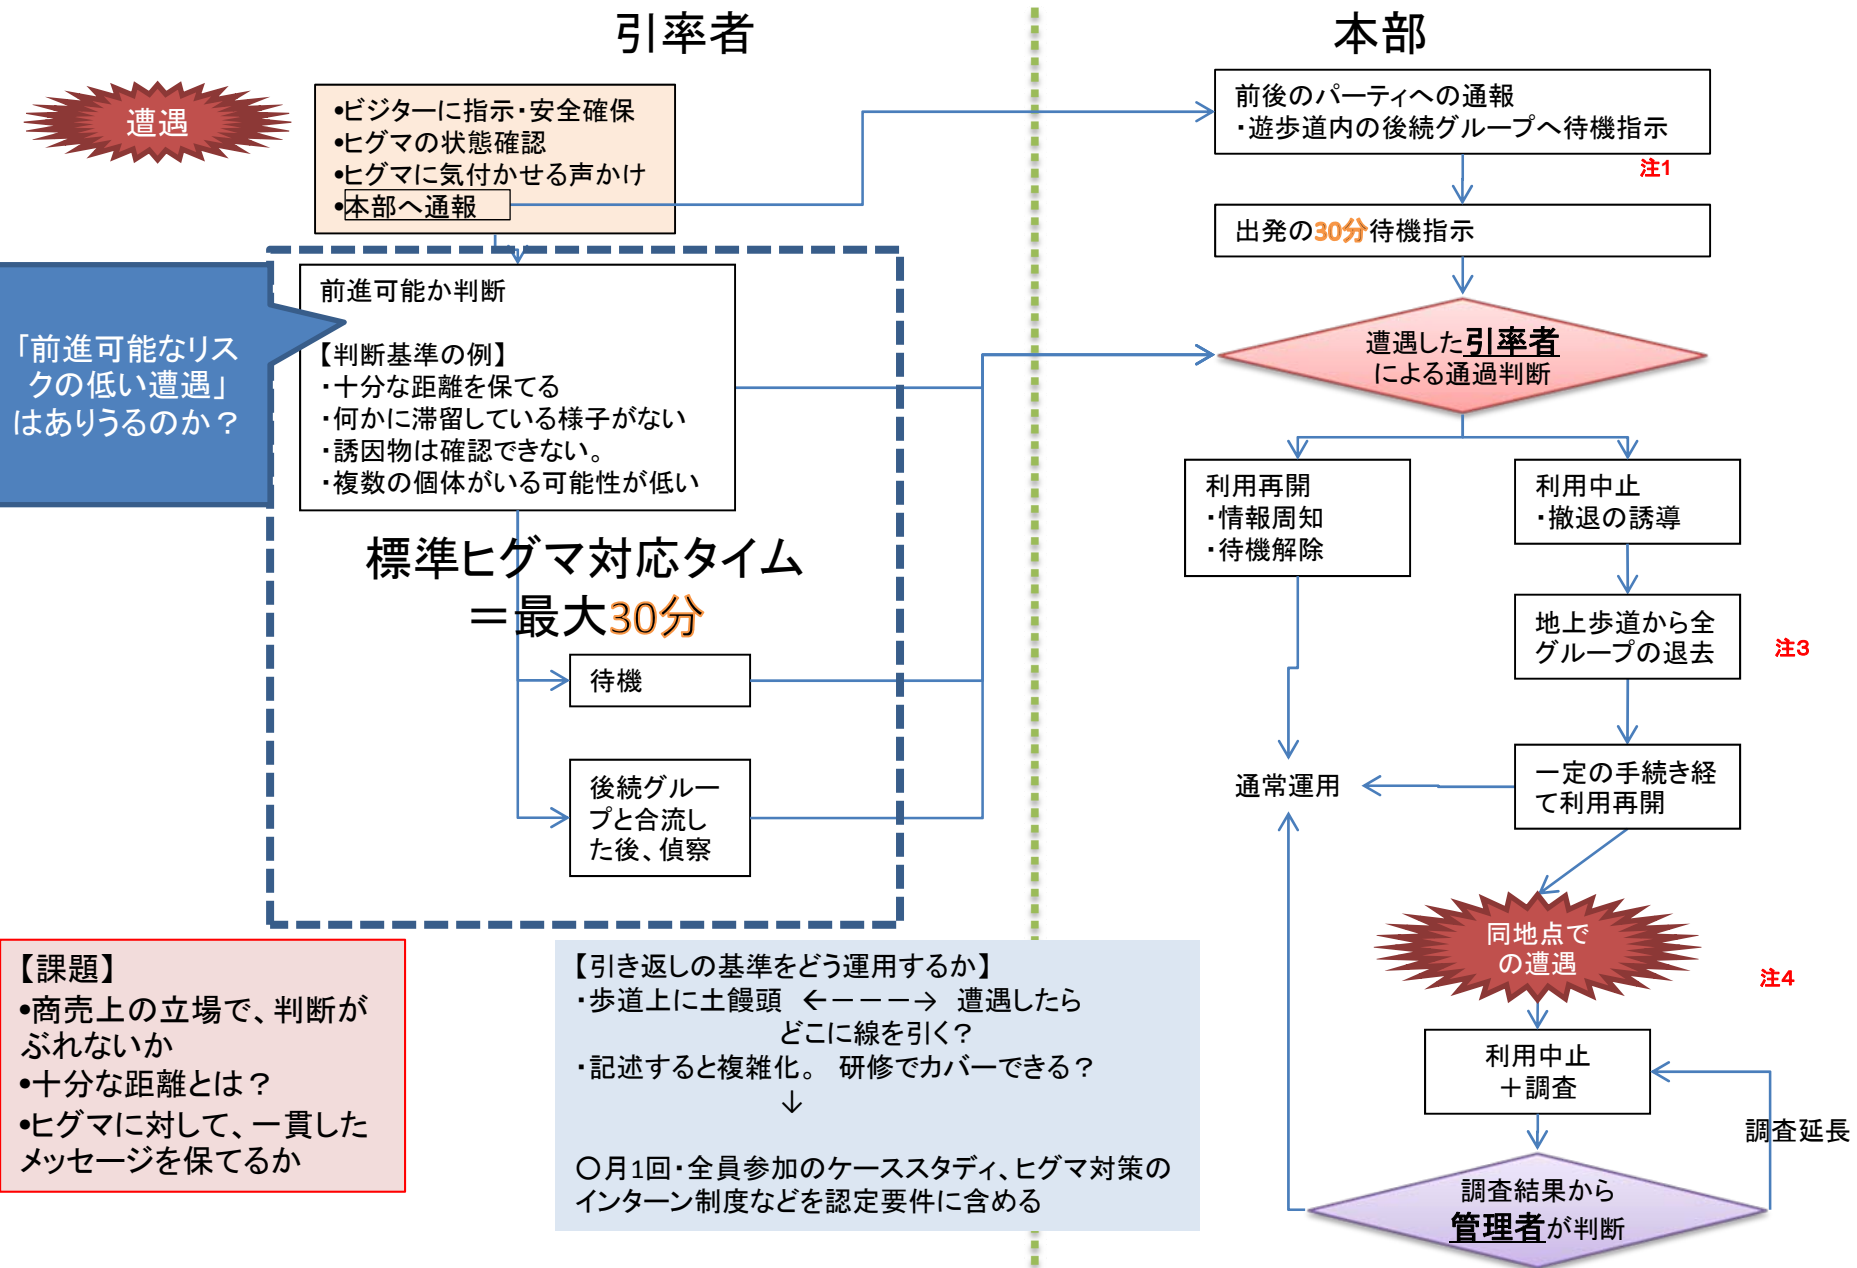 引率者
本部
遭遇
•ビジターに指示・安全確保
•ヒグマの状態確認
•ヒグマに気付かせる声かけ
•本部へ通報
前後のパーティへの通報
・遊歩道内の後続グループへ待機指示
注1
出発の30分待機指示
「前進可能なリス
クの低い遭遇」
はありうるのか？
前進可能か判断
【判断基準の例】
・十分な距離を保てる
・何かに滞留している様子がない
・誘因物は確認できない。
・複数の個体がいる可能性が低い
標準ヒグマ対応タイム
＝最大30分
待機
後続グルー
プと合流し
た後、偵察
遭遇した引率者
による通過判断
利用再開
・情報周知
・待機解除
利用中止
・撤退の誘導
地上歩道から全
グループの退去
注3
通常運用
一定の手続き経
て利用再開
同地点で
の遭遇
注4
利用中止
＋調査
調査延長
調査結果から
管理者が判断
【課題】
•商売上の立場で、判断が
ぶれないか
•十分な距離とは？
•ヒグマに対して、一貫した
メッセージを保てるか
【引き返しの基準をどう運用するか】
・歩道上に土饅頭 ←－－－→ 遭遇したら
どこに線を引く？
・記述すると複雑化。 研修でカバーできる？
↓
〇月1回・全員参加のケーススタディ、ヒグマ対策の
インターン制度などを認定要件に含める